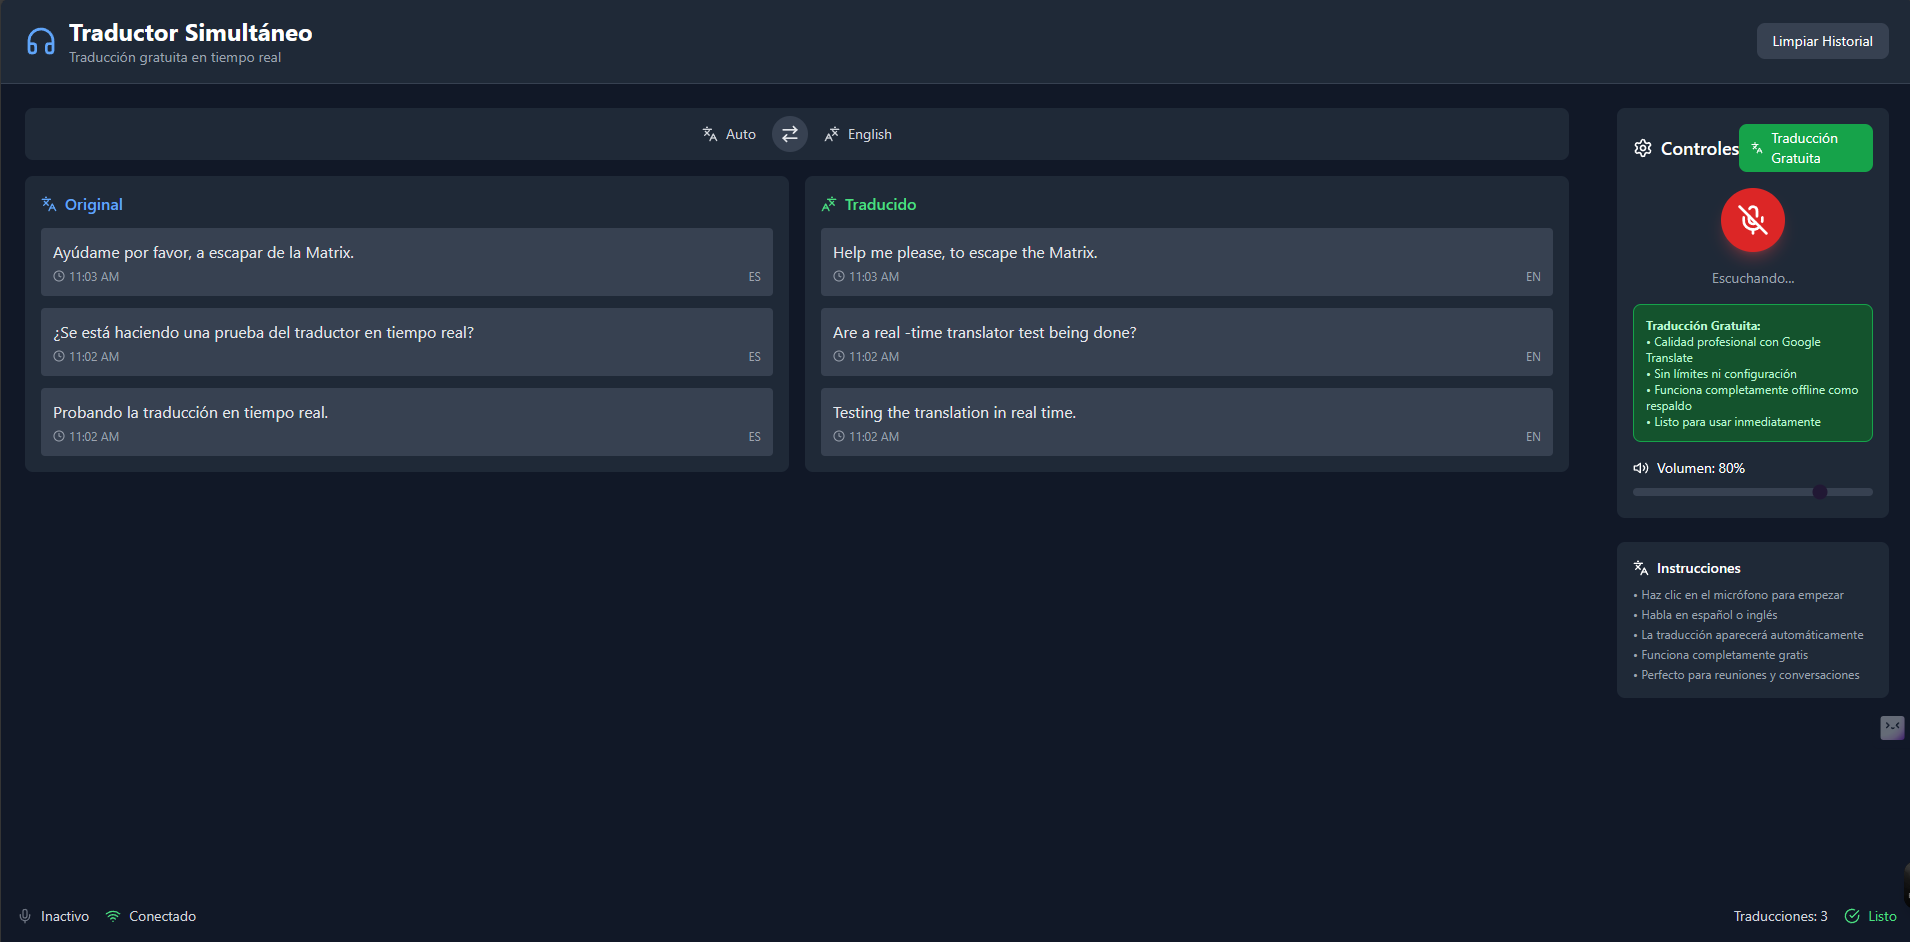 Traductor Simultáneo
Traducción gratuita en tiempo real
Limpiar Historial
Auto
English
Original
Ayúdame por favor, a escapar de la Matrix.
11:03 AM
ES
¿Se está haciendo una prueba del traductor en tiempo real?
11:02 AM
ES
Probando la traducción en tiempo real.
11:02 AM
ES
Traducido
Help me please, to escape the Matrix.
11:03 AM
EN
Are a real -time translator test being done?
11:02 AM
EN
Testing the translation in real time.
11:02 AM
EN
Controles
Traducción
Gratuita
Escuchando...
Traducción Gratuita:
• Calidad profesional con Google
Translate
• Sin límites ni configuración
• Funciona completamente offline como
respaldo
• Listo para usar inmediatamente
Volumen: 80%
Instrucciones
• Haz clic en el micrófono para empezar
• Habla en español o inglés
• La traducción aparecerá automáticamente
• Funciona completamente gratis
• Perfecto para reuniones y conversaciones
Inactivo
Conectado
Traducciones: 3
Listo